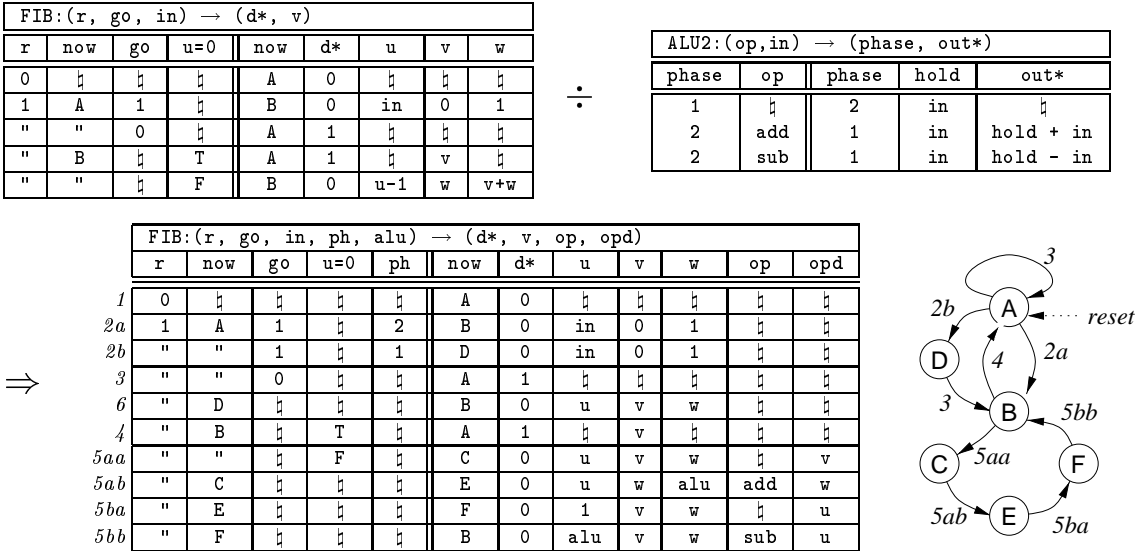 FIB:(r, go, in) → (d*, v)
r now go u=0 now d* u v w
0 ♮ ♮ ♮ A 0 ♮ ♮ ♮
1 A 1 ♮ B 0 in 0 1
" " 0 ♮ A 1 ♮ ♮ ♮
" B ♮ T A 1 ♮ v ♮
" " ♮ F B 0 u-1 w v+w
÷
ALU2:(op,in) → (phase, out*)
phase op phase hold out*
1 ♮ 2 in ♮
2 add 1 in hold + in
2 sub 1 in hold - in
⇒
FIB:(r, go, in, ph, alu) → (d*, v, op, opd)
r now go u=0 ph now d* u v w op opd
1 0 ♮ ♮ ♮ ♮ A 0 ♮ ♮ ♮ ♮ ♮
2a 1 A 1 ♮ 2 B 0 in 0 1 ♮ ♮
2b " " 1 ♮ 1 D 0 in 0 1 ♮ ♮
3 " " 0 ♮ ♮ A 1 ♮ ♮ ♮ ♮ ♮
6 " D ♮ ♮ ♮ B 0 u v w ♮ ♮
4 " B ♮ T ♮ A 1 ♮ v ♮ ♮ ♮
5aa " " ♮ F ♮ C 0 u v w ♮ v
5ab " C ♮ ♮ ♮ E 0 u w alu add w
5ba " E ♮ ♮ ♮ F 0 1 v w ♮ u
5bb " F ♮ ♮ ♮ B 0 alu v w sub u
3
A
reset
2b
2a
D
4
3
B
5bb
5aa
C
F
5ab
E
5ba